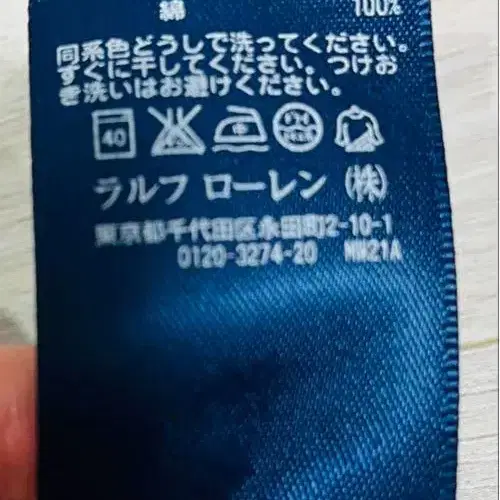 綿 100%
同系色どうしで洗ってください。
すぐに干してください。つけお
き洗いはお避けください。
40
ラルフ ローレン (株)
東京都千代田区永田町2-10-1
0120-3274-20 MW21A